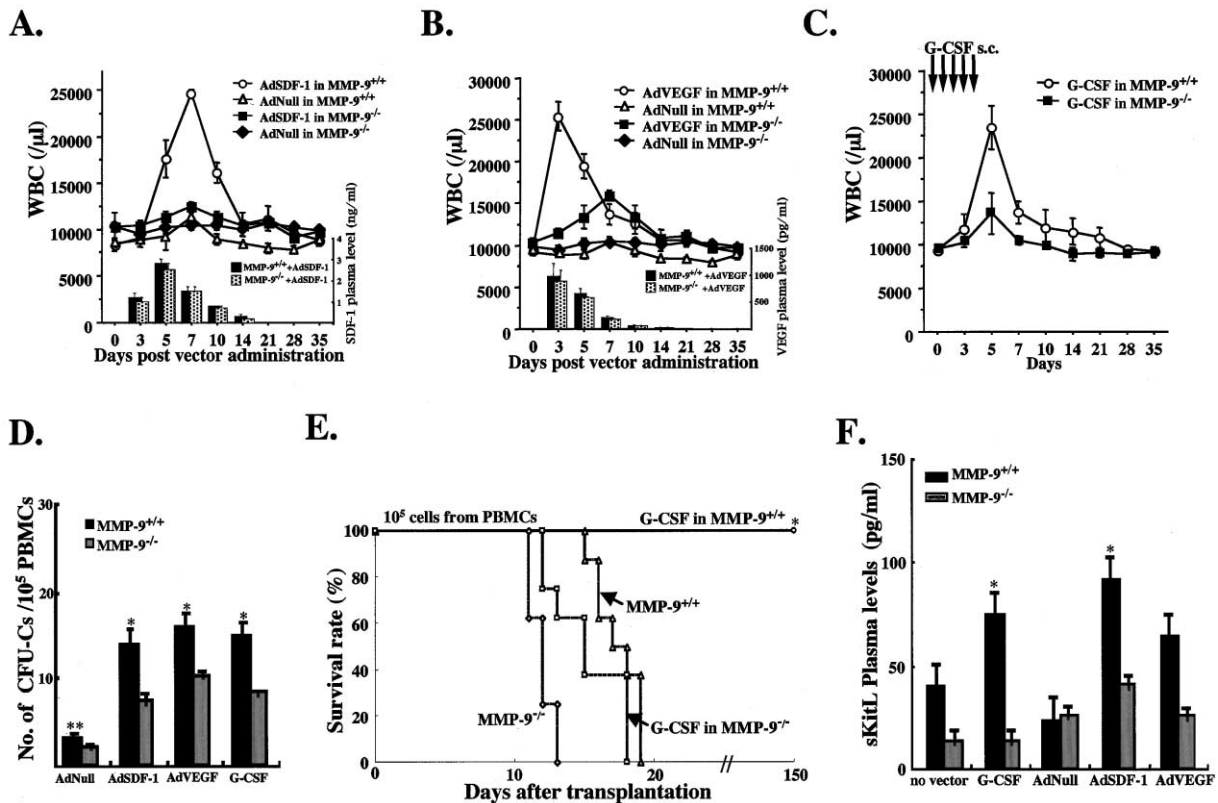 A.
WBC (/μl)
25000
20000
15000
10000
5000
0
AdSDF-1 in MMP-9+/+
AdNull in MMP-9+/+
AdSDF-1 in MMP-9-/-
AdNull in MMP-9-/-
MMP-9+/+ +AdSDF-1
MMP-9-/- +AdSDF-1
4
3
2
1
SDF-1 plasma level (ng/ml)
0 3 5 7 10 14 21 28 35
Days post vector administration
B.
WBC (/μl)
30000
25000
20000
15000
10000
5000
0
AdVEGF in MMP-9+/+
AdNull in MMP-9+/+
AdVEGF in MMP-9-/-
AdNull in MMP-9-/-
MMP-9+/+ +AdVEGF
MMP-9-/- +AdVEGF
1500
1000
500
VEGF plasma level (pg/ml)
0 3 5 7 10 14 21 28 35
Days post vector administration
C.
G-CSF s.c.
WBC (/μl)
30000
25000
20000
15000
10000
5000
0
G-CSF in MMP-9+/+
G-CSF in MMP-9-/-
0 3 5 7 10 14 21 28 35
Days
D.
No. of CFU-Cs /10⁵ PBMCs
30
20
10
MMP-9+/+
MMP-9-/-
**
*
*
*
AdNull AdSDF-1 AdVEGF G-CSF
E.
Survival rate (%)
100
80
60
40
20
0
10⁵ cells from PBMCs
G-CSF in MMP-9+/+
*
MMP-9+/+
MMP-9-/-
G-CSF in MMP-9-/-
0 10 20 150
Days after transplantation
F.
sKitL Plasma levels (pg/ml)
150
100
50
0
MMP-9+/+
MMP-9-/-
*
*
no vector G-CSF AdNull AdSDF-1 AdVEGF